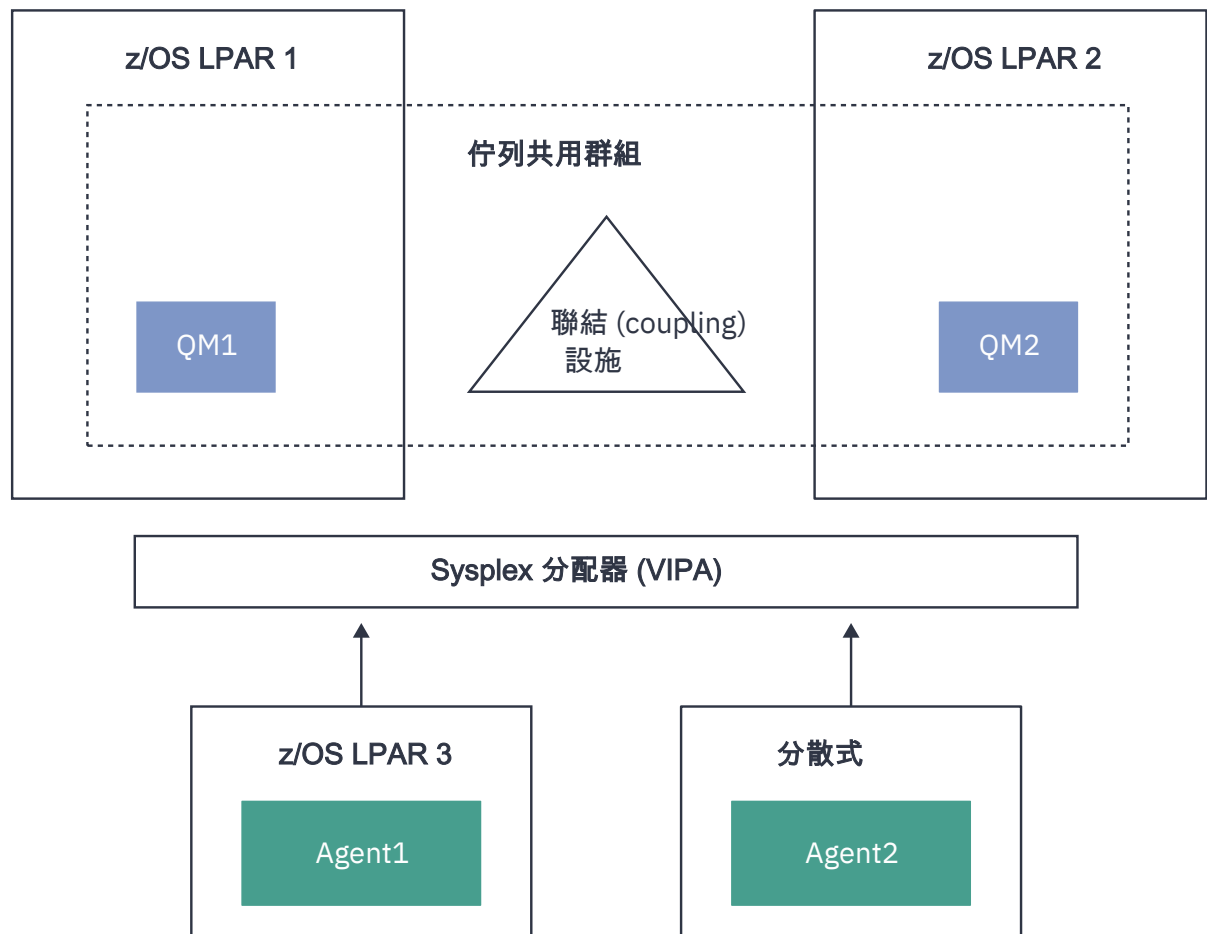 z/OS LPAR 1
z/OS LPAR 2
佇列共用群組
QM1
聯結 (coupling)
設施
QM2
Sysplex 分配器 (VIPA)
z/OS LPAR 3
分散式
Agent1
Agent2